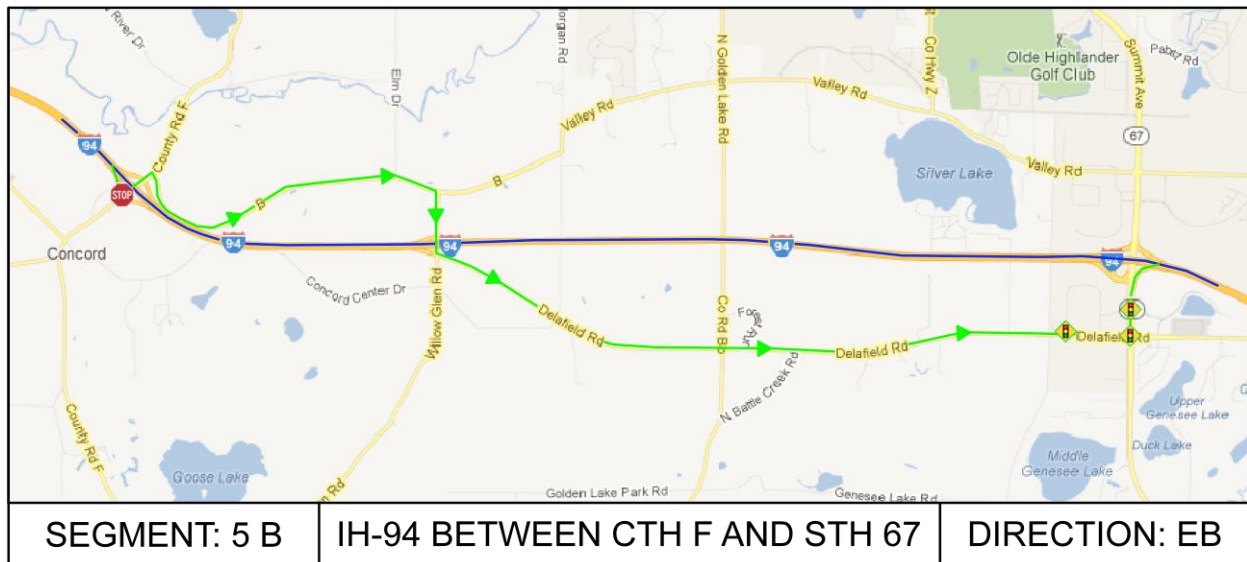 River Dr
County Rd F
Elm Dr
Morgan Rd
N Golden Lake Rd
Co Hwy Z
Olde Highlander
Golf Club
Summit Ave
Pabst Rd
Valley Rd
Valley Rd
67
94
STOP
B
Silver Lake
Valley Rd
B
Concord
94
94
94
94
Concord Center Dr
Willow Glen Rd
Delafield Rd
Co Rd Bb
Forest Run
Delafield Rd
Delafield Rd
N Battle Creek Rd
County Rd F
Goose Lake
Upper
Genesee Lake
Duck Lake
Middle
Genesee Lake
Golden Lake Park Rd
Genesee Lake Rd
SEGMENT: 5 B
IH-94 BETWEEN CTH F AND STH 67
DIRECTION: EB